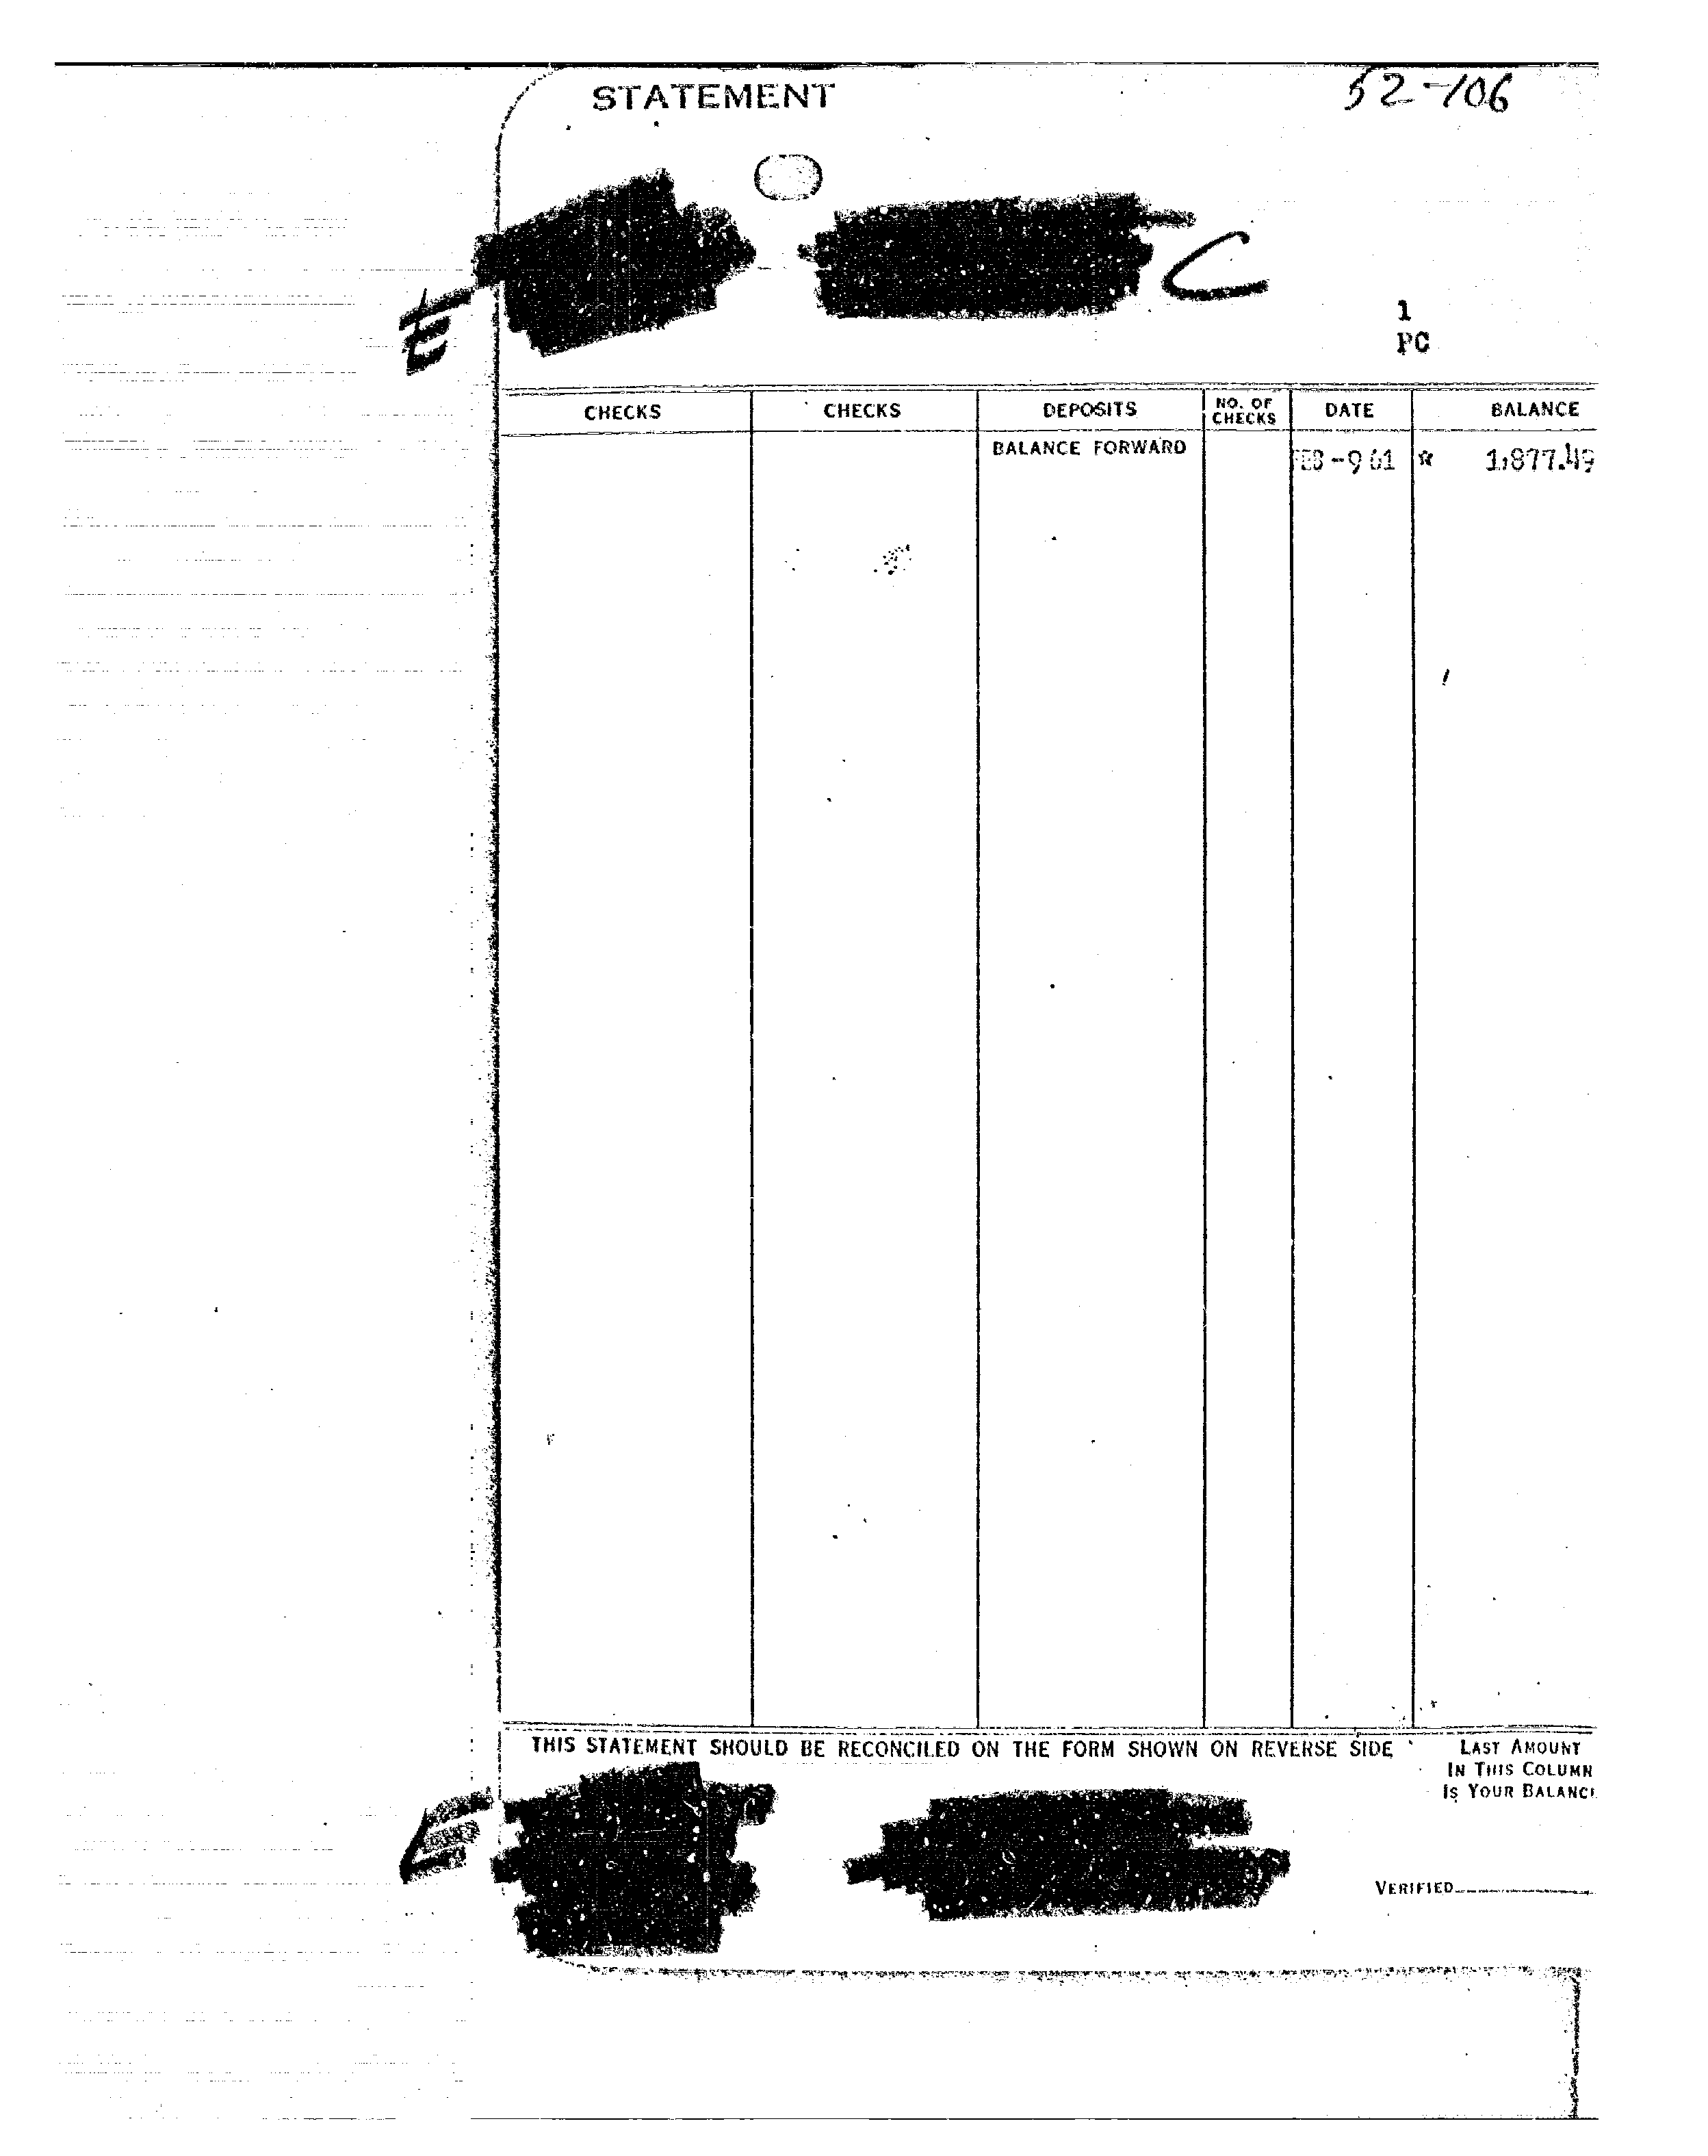 STATEMENT
52-106
C
1
PC
CHECKS CHECKS DEPOSITS NO. OF CHECKS DATE BALANCE
BALANCE FORWARD FEB-9 61 * 1,877.49
THIS STATEMENT SHOULD BE RECONCILED ON THE FORM SHOWN ON REVERSE SIDE
LAST AMOUNT
IN THIS COLUMN
IS YOUR BALANCE
VERIFIED